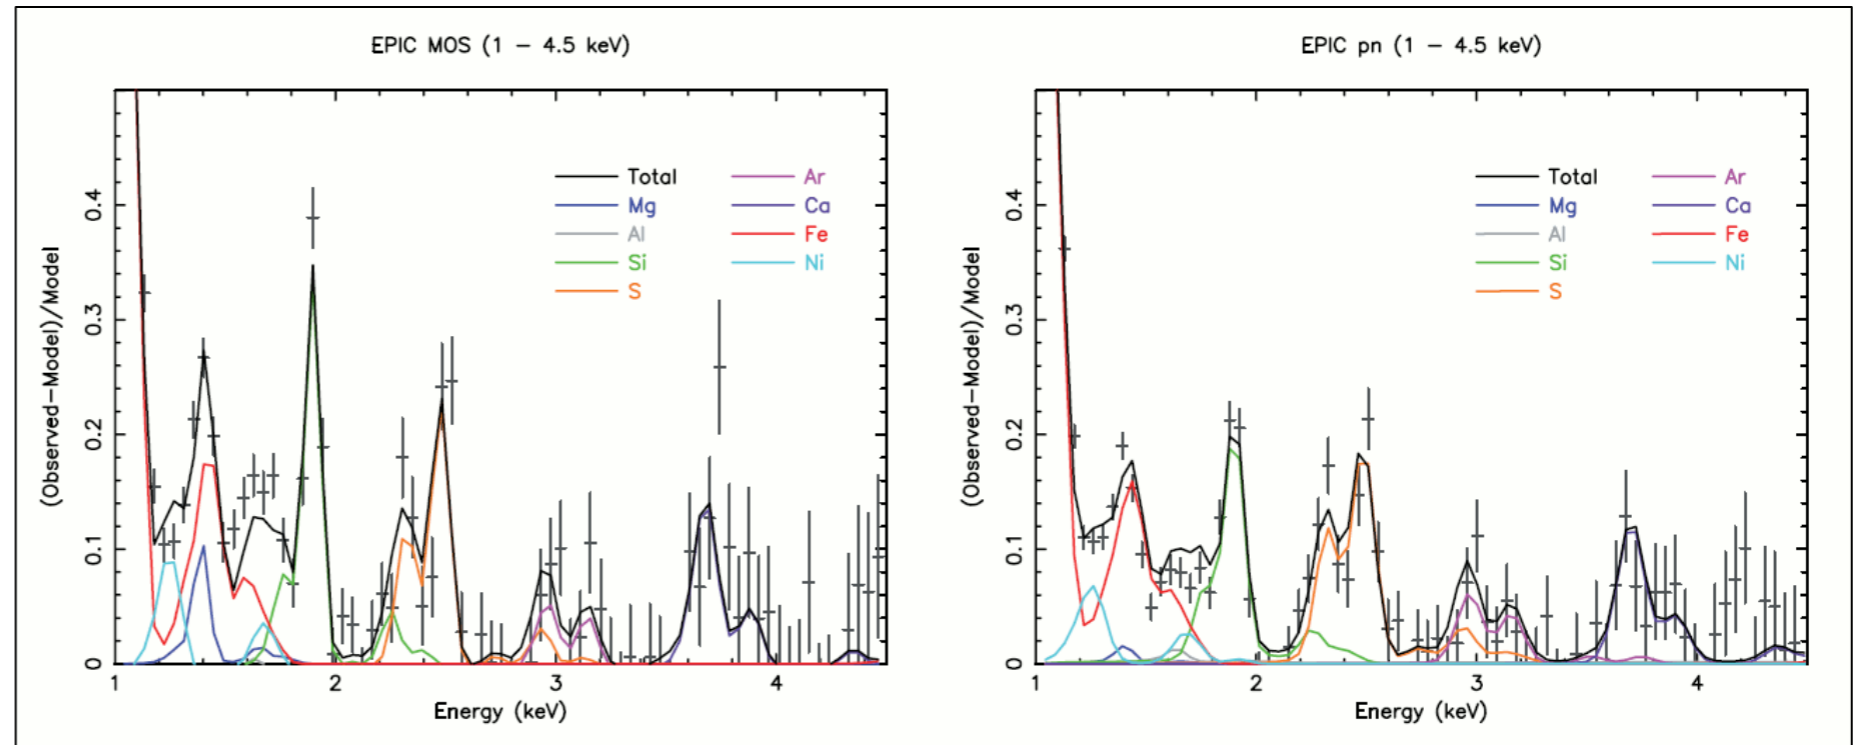 EPIC MOS (1 – 4.5 keV)
(Observed–Model)/Model
0.4
0.3
0.2
0.1
0
Total
Mg
Al
Si
S
Ar
Ca
Fe
Ni
1 2 3 4
Energy (keV)
EPIC pn (1 – 4.5 keV)
(Observed–Model)/Model
0.4
0.3
0.2
0.1
0
Total
Mg
Al
Si
S
Ar
Ca
Fe
Ni
1 2 3 4
Energy (keV)